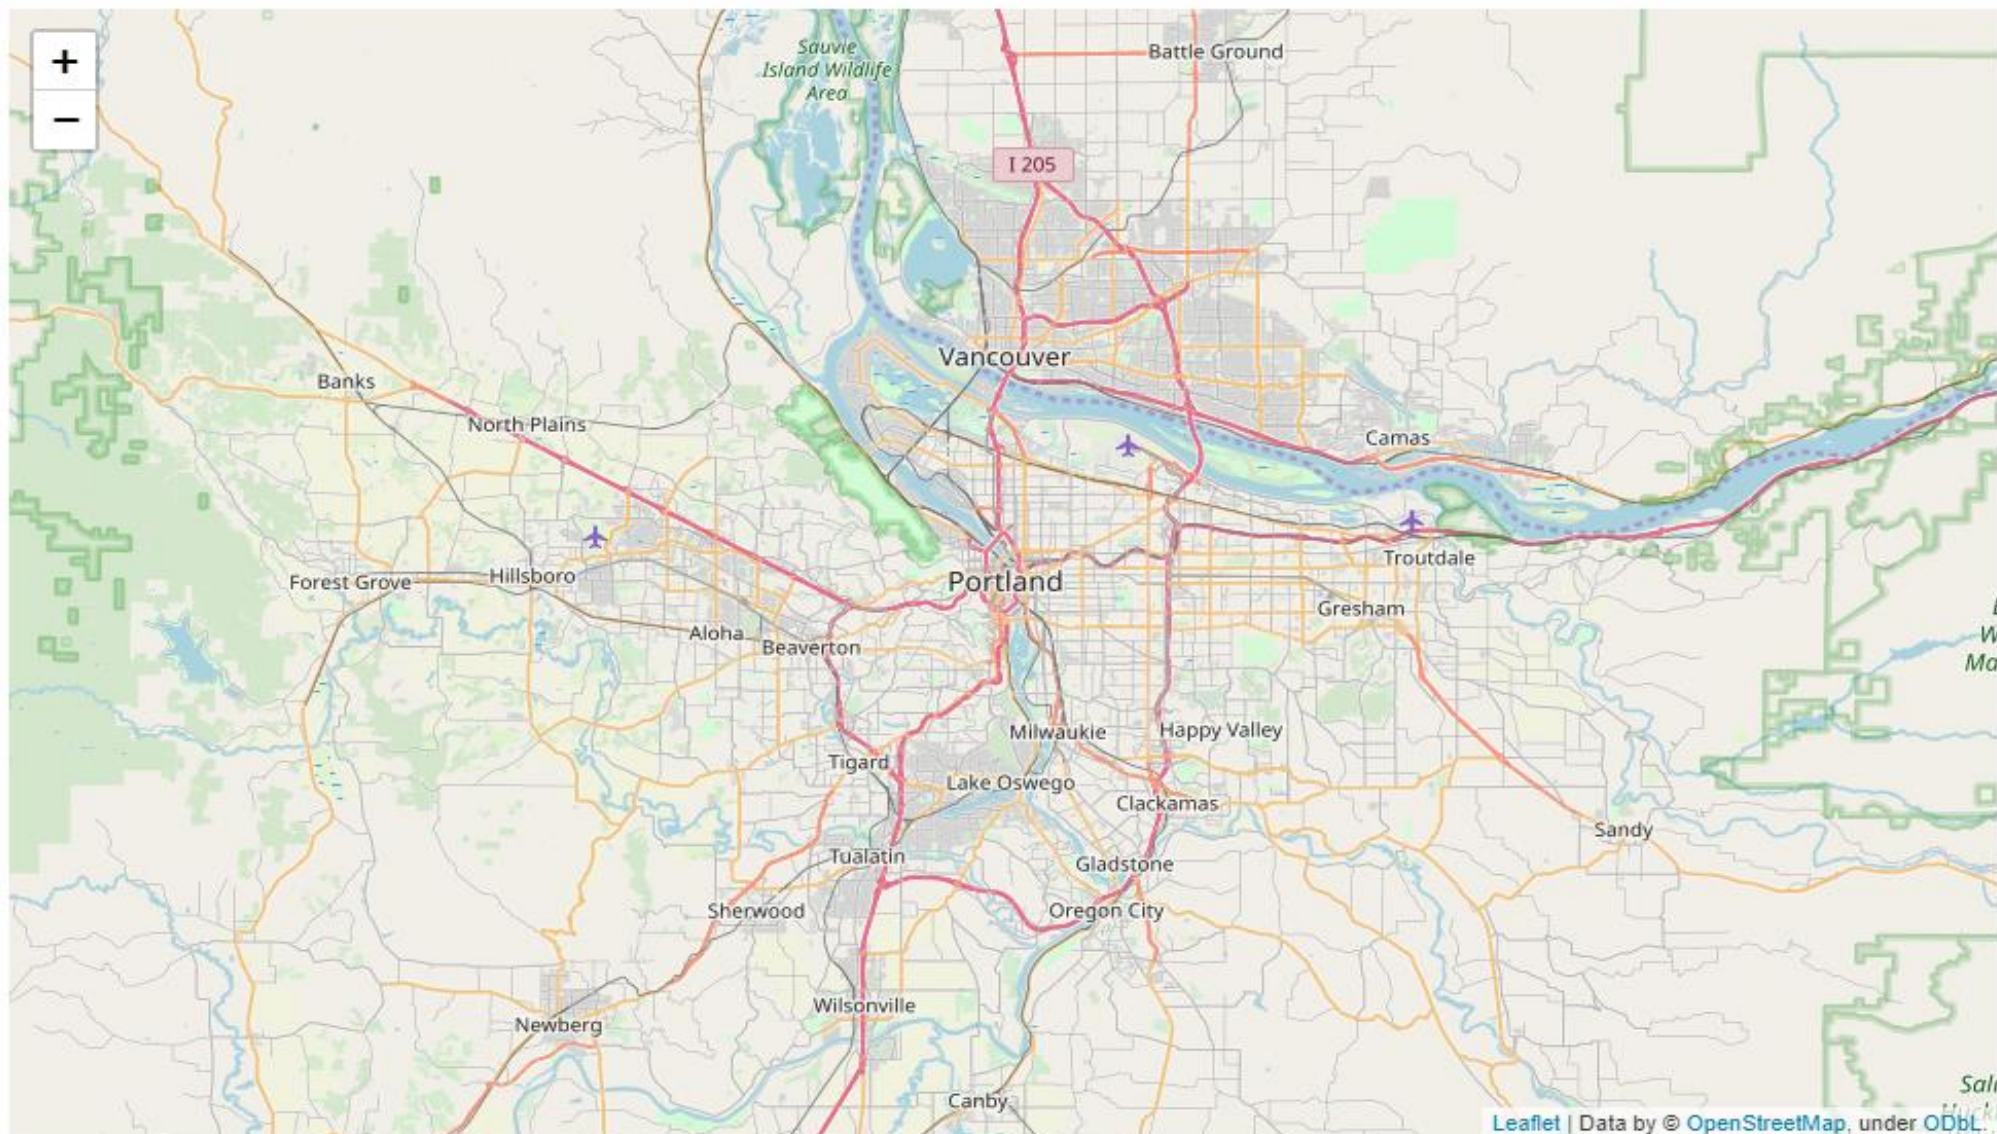 +
−
Sauvie
Island Wildlife
Area
Battle Ground
I 205
Vancouver
Banks
North Plains
Camas
Troutdale
Forest Grove
Hillsboro
Portland
Gresham
Aloha
Beaverton
W
Ma
Milwaukie
Happy Valley
Tigard
Lake Oswego
Clackamas
Sandy
Tualatin
Gladstone
Sherwood
Oregon City
Wilsonville
Newberg
Canby
Sal
Leaflet | Data by © OpenStreetMap, under ODbL.